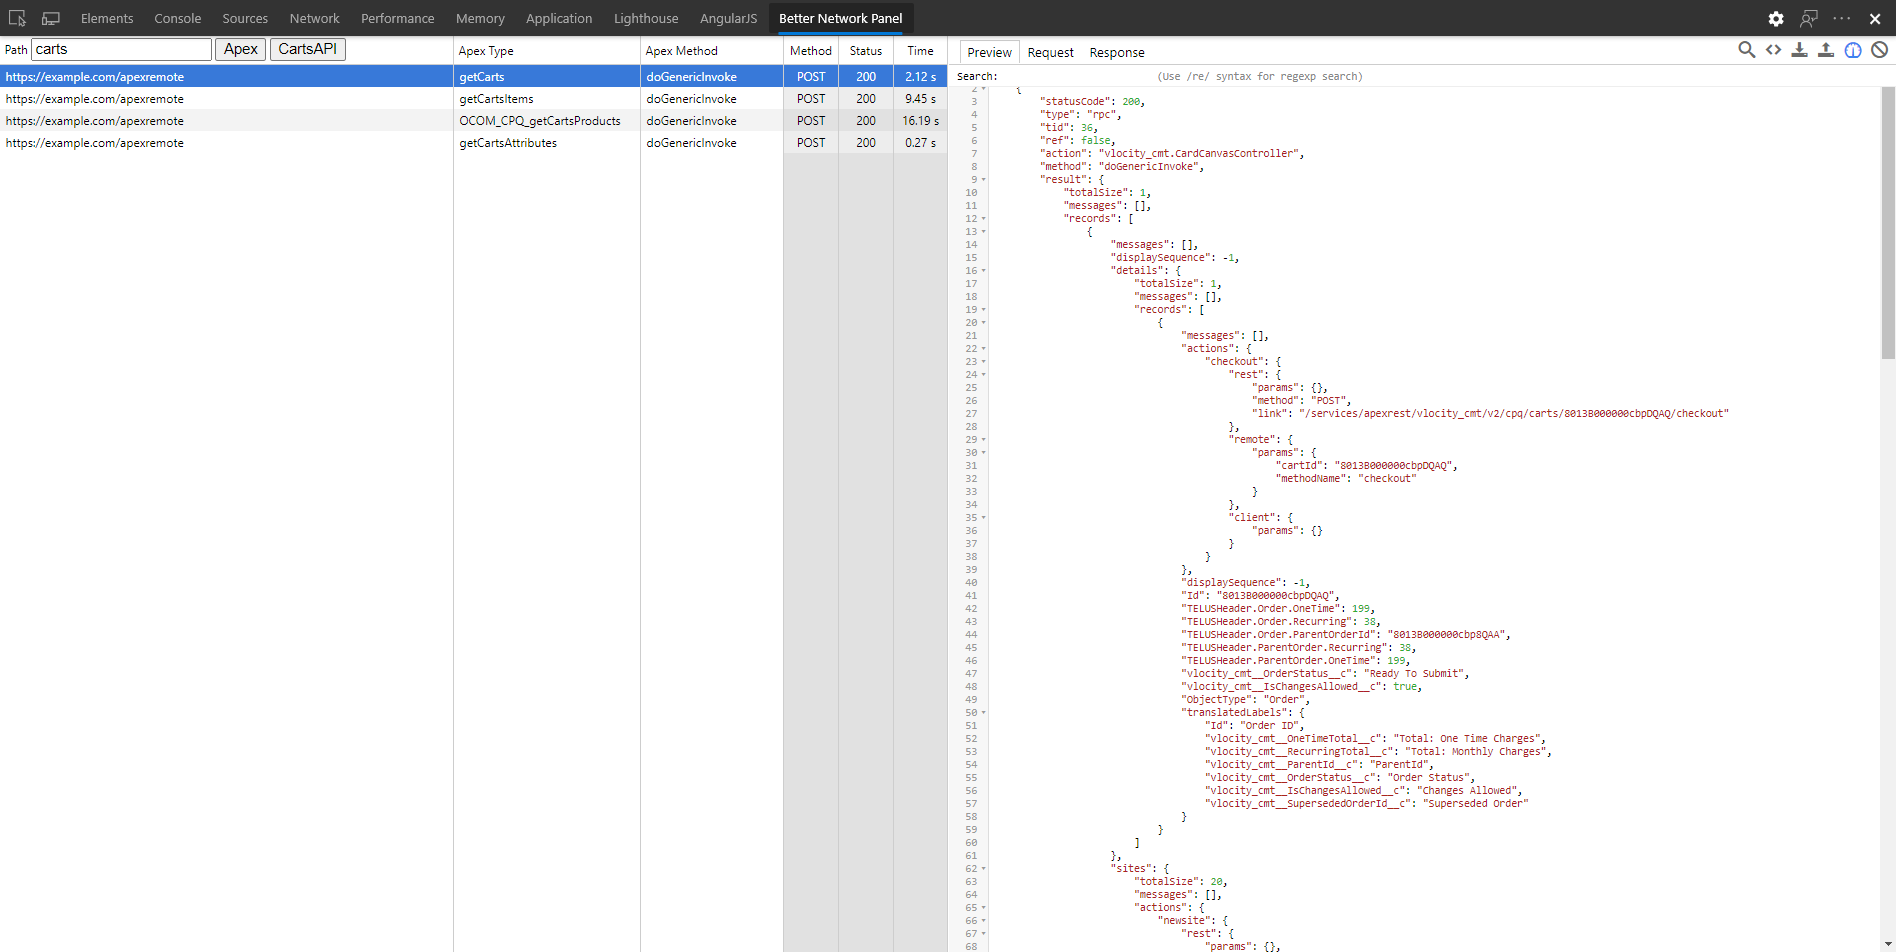 Elements Console Sources Network Performance Memory Application Lighthouse AngularJS Better Network Panel
Path carts Apex CartsAPI Apex Type Apex Method Method Status Time
https://example.com/apexremote getCarts doGenericInvoke POST 200 2.12 s
https://example.com/apexremote getCartsItems doGenericInvoke POST 200 9.45 s
https://example.com/apexremote OCOM_CPQ_getCartsProducts doGenericInvoke POST 200 16.19 s
https://example.com/apexremote getCartsAttributes doGenericInvoke POST 200 0.27 s
Preview Request Response
Search: (Use /re/ syntax for regexp search)
2 {
3 "statusCode": 200,
4 "type": "rpc",
5 "tid": 36,
6 "ref": false,
7 "action": "vlocity_cmt.CardCanvasController",
8 "method": "doGenericInvoke",
9 "result": {
10 "totalSize": 1,
11 "messages": [],
12 "records": [
13 {
14 "messages": [],
15 "displaySequence": -1,
16 "details": {
17 "totalSize": 1,
18 "messages": [],
19 "records": [
20 {
21 "messages": [],
22 "actions": {
23 "checkout": {
24 "rest": {
25 "params": {},
26 "method": "POST",
27 "link": "/services/apexrest/vlocity_cmt/v2/cpq/carts/8013B000000cbpDQAQ/checkout"
28 },
29 "remote": {
30 "params": {
31 "cartId": "8013B000000cbpDQAQ",
32 "methodName": "checkout"
33 }
34 },
35 "client": {
36 "params": {}
37 }
38 }
39 },
40 "displaySequence": -1,
41 "Id": "8013B000000cbpDQAQ",
42 "TELUSHeader.Order.OneTime": 199,
43 "TELUSHeader.Order.Recurring": 38,
44 "TELUSHeader.Order.ParentOrderId": "8013B000000cbp8QAA",
45 "TELUSHeader.ParentOrder.Recurring": 38,
46 "TELUSHeader.ParentOrder.OneTime": 199,
47 "vlocity_cmt__OrderStatus__c": "Ready To Submit",
48 "vlocity_cmt__IsChangesAllowed__c": true,
49 "ObjectType": "Order",
50 "translatedLabels": {
51 "Id": "Order ID",
52 "vlocity_cmt__OneTimeTotal__c": "Total: One Time Charges",
53 "vlocity_cmt__RecurringTotal__c": "Total: Monthly Charges",
54 "vlocity_cmt__ParentId__c": "ParentId",
55 "vlocity_cmt__OrderStatus__c": "Order Status",
56 "vlocity_cmt__IsChangesAllowed__c": "Changes Allowed",
57 "vlocity_cmt__SupersededOrderId__c": "Superseded Order"
58 }
59 }
60 ]
61 },
62 "sites": {
63 "totalSize": 20,
64 "messages": [],
65 "actions": {
66 "newsite": {
67 "rest": {
68 "params": {},